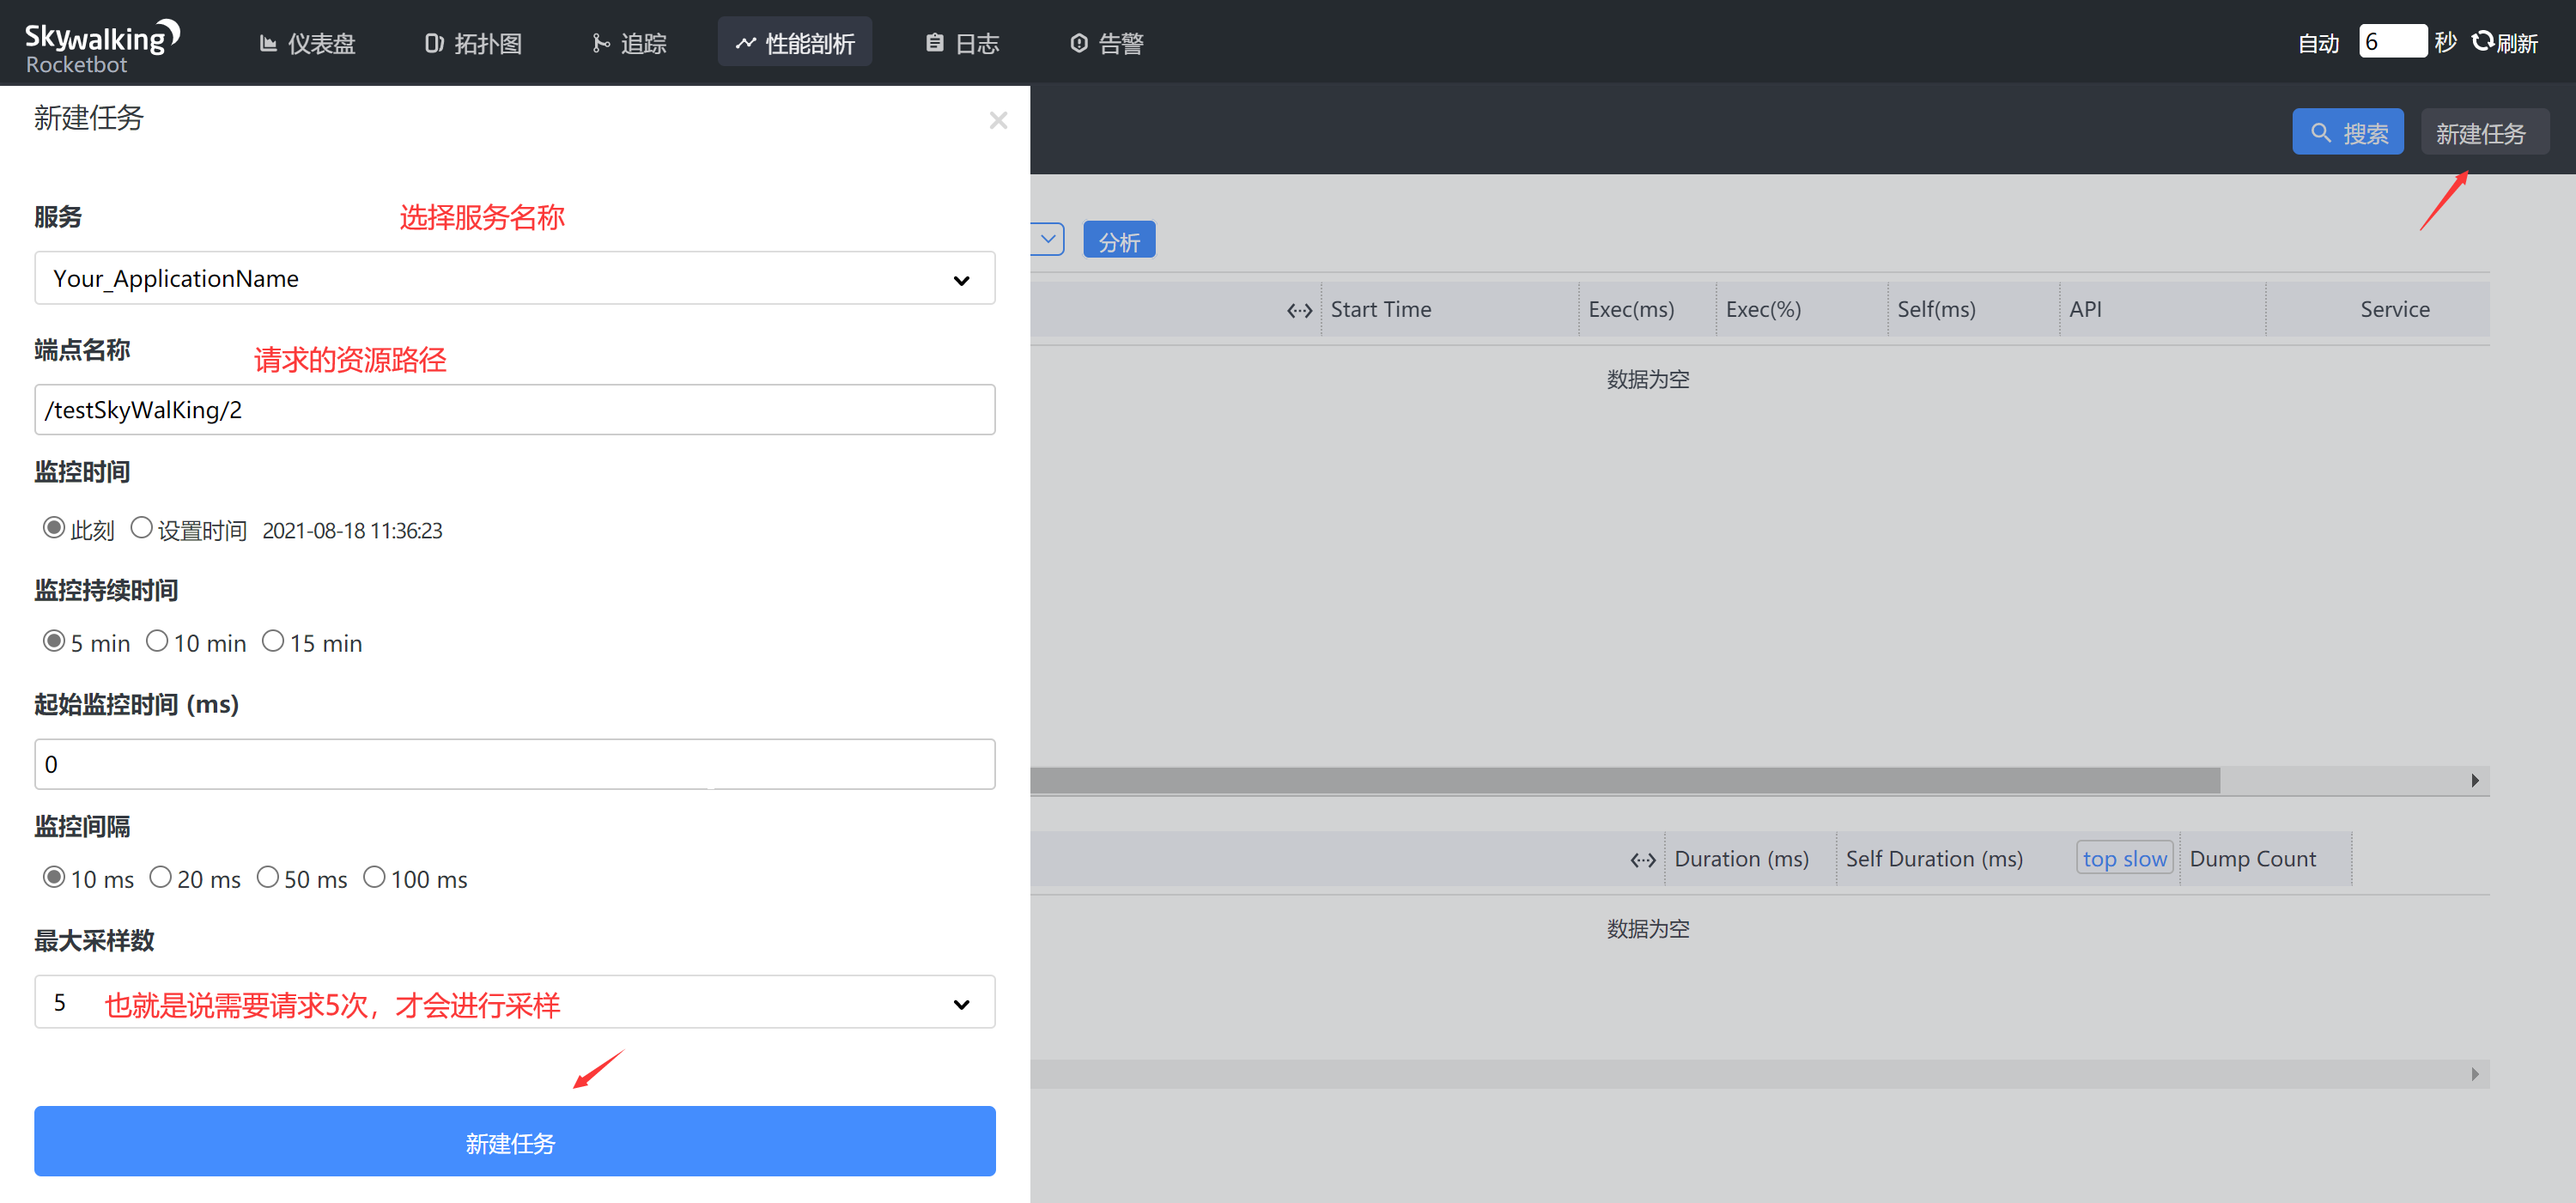 Skywalking
Rocketbot
仪表盘
拓扑图
追踪
性能剖析
日志
告警
自动 6 秒 刷新
新建任务
搜索 新建任务
服务 选择服务名称
Your_ApplicationName
端点名称 请求的资源路径
/testSkyWalKing/2
监控时间
此刻 设置时间 2021-08-18 11:36:23
监控持续时间
5 min 10 min 15 min
起始监控时间 (ms)
0
监控间隔
10 ms 20 ms 50 ms 100 ms
最大采样数
5 也就是说需要请求5次，才会进行采样
新建任务
分析
Start Time Exec(ms) Exec(%) Self(ms) API Service
数据为空
Duration (ms) Self Duration (ms) top slow Dump Count
数据为空